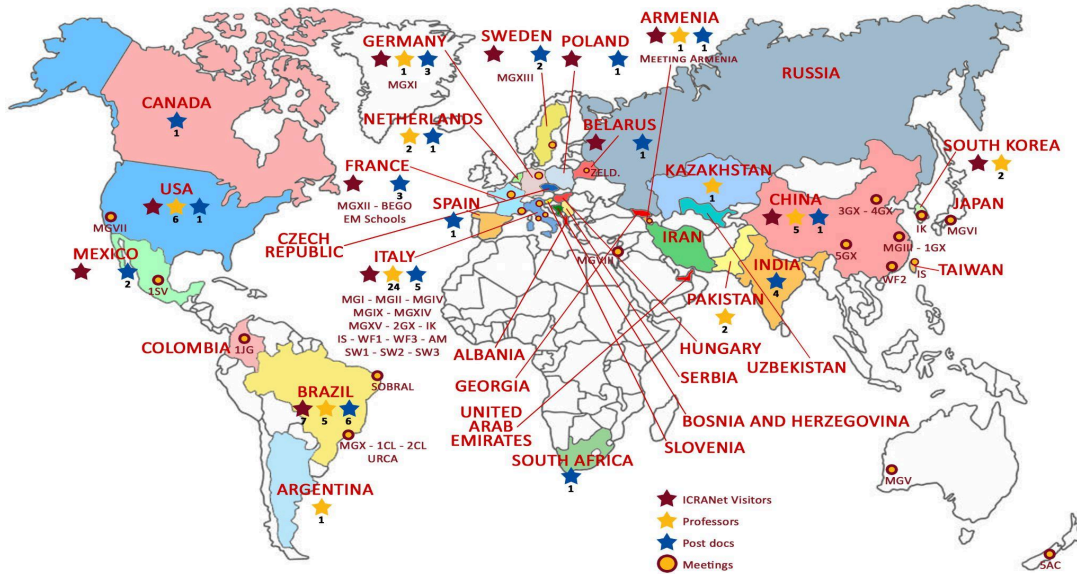 ARMENIA
1 1
MEETING ARMENIA
SWEDEN
2
MGXIII
POLAND
1
GERMANY
1 3
MGXI
RUSSIA
CANADA
1
NETHERLANDS
2 1
BELARUS
1
ZELD.
SOUTH KOREA
2
FRANCE
3
MGXII - BEGO
EM Schools
KAZAKHSTAN
1
USA
6 1
MGVII
CHINA
5 1
3GX - 4GX
IK
JAPAN
MGVI
SPAIN
1
CZECH
REPUBLIC
MGVIII
IRAN
MGIII - 1GX
5GX
MEXICO
2
1SV
ITALY
24 5
MGI - MGII - MGIV
MGIX - MGXIV
MGXV - 2GX - IK
IS - WF1 - WF3 - AM
SW1 - SW2 - SW3
INDIA
4
IS
TAIWAN
WF2
PAKISTAN
2
COLOMBIA
1JG
ALBANIA
HUNGARY
UZBEKISTAN
SERBIA
GEORGIA
SOBRAL
BRAZIL
7 5 6
MGX - 1CL - 2CL
URCA
UNITED
ARAB
EMIRATES
BOSNIA AND HERZEGOVINA
SLOVENIA
SOUTH AFRICA
1
ARGENTINA
1
MGV
5AC
ICRANet Visitors
Professors
Post docs
Meetings